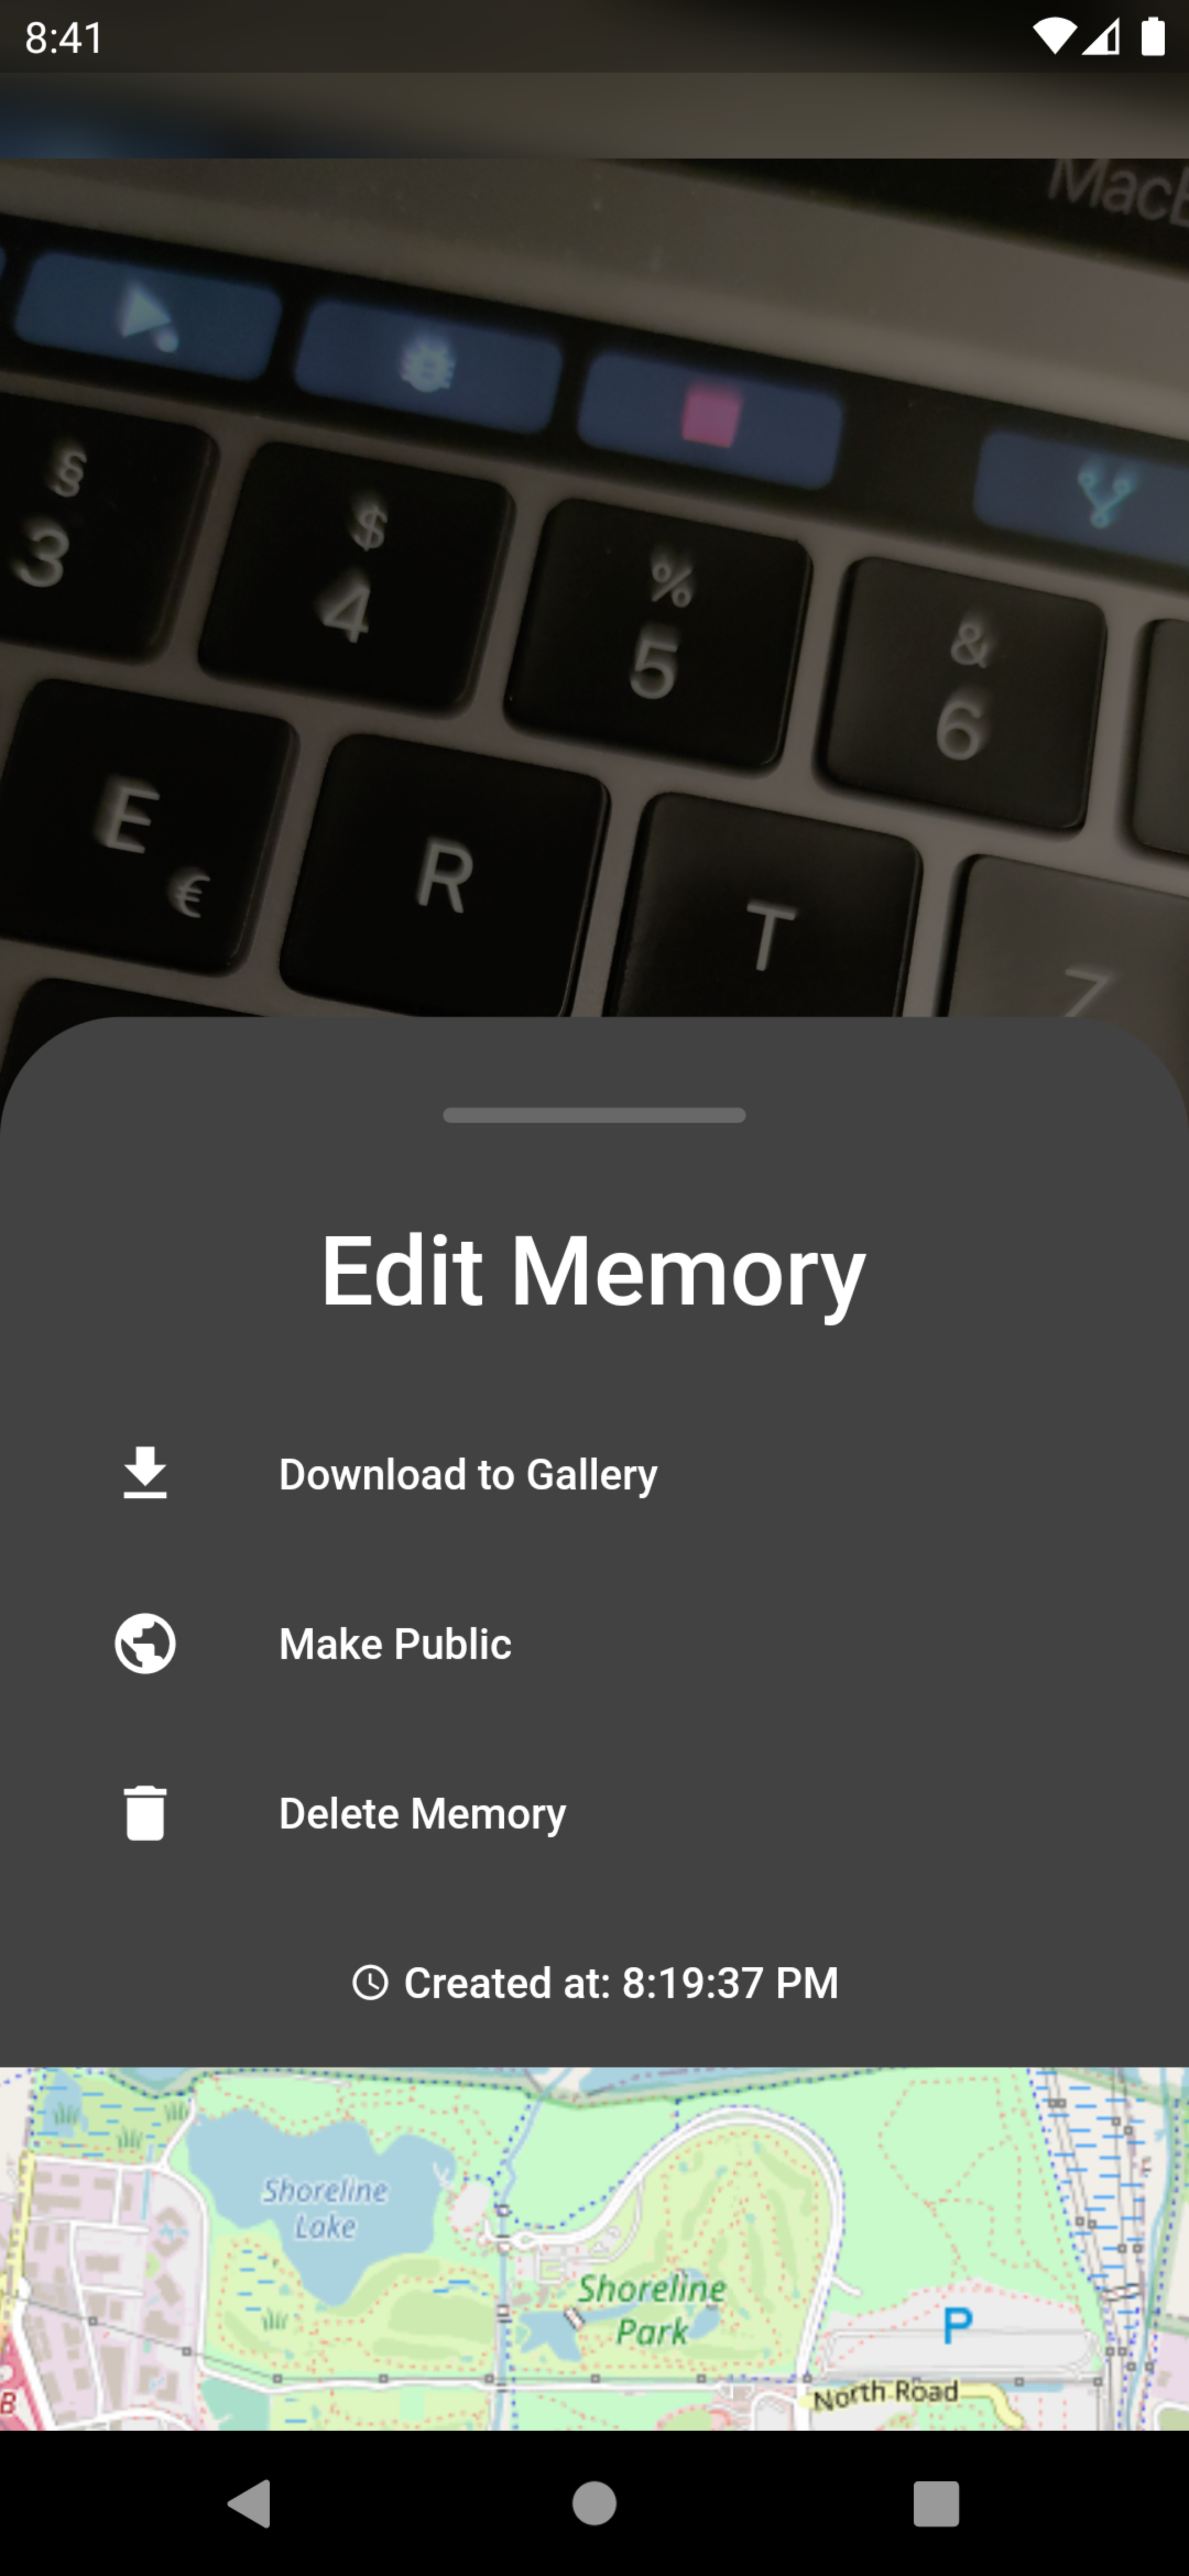 8:41
MacB
§
3
$
4
%
5
&
6
E
€
R
T
Z
Edit Memory
Download to Gallery
Make Public
Delete Memory
Created at: 8:19:37 PM
Shoreline
Lake
Shoreline
Park
P
North Road
B